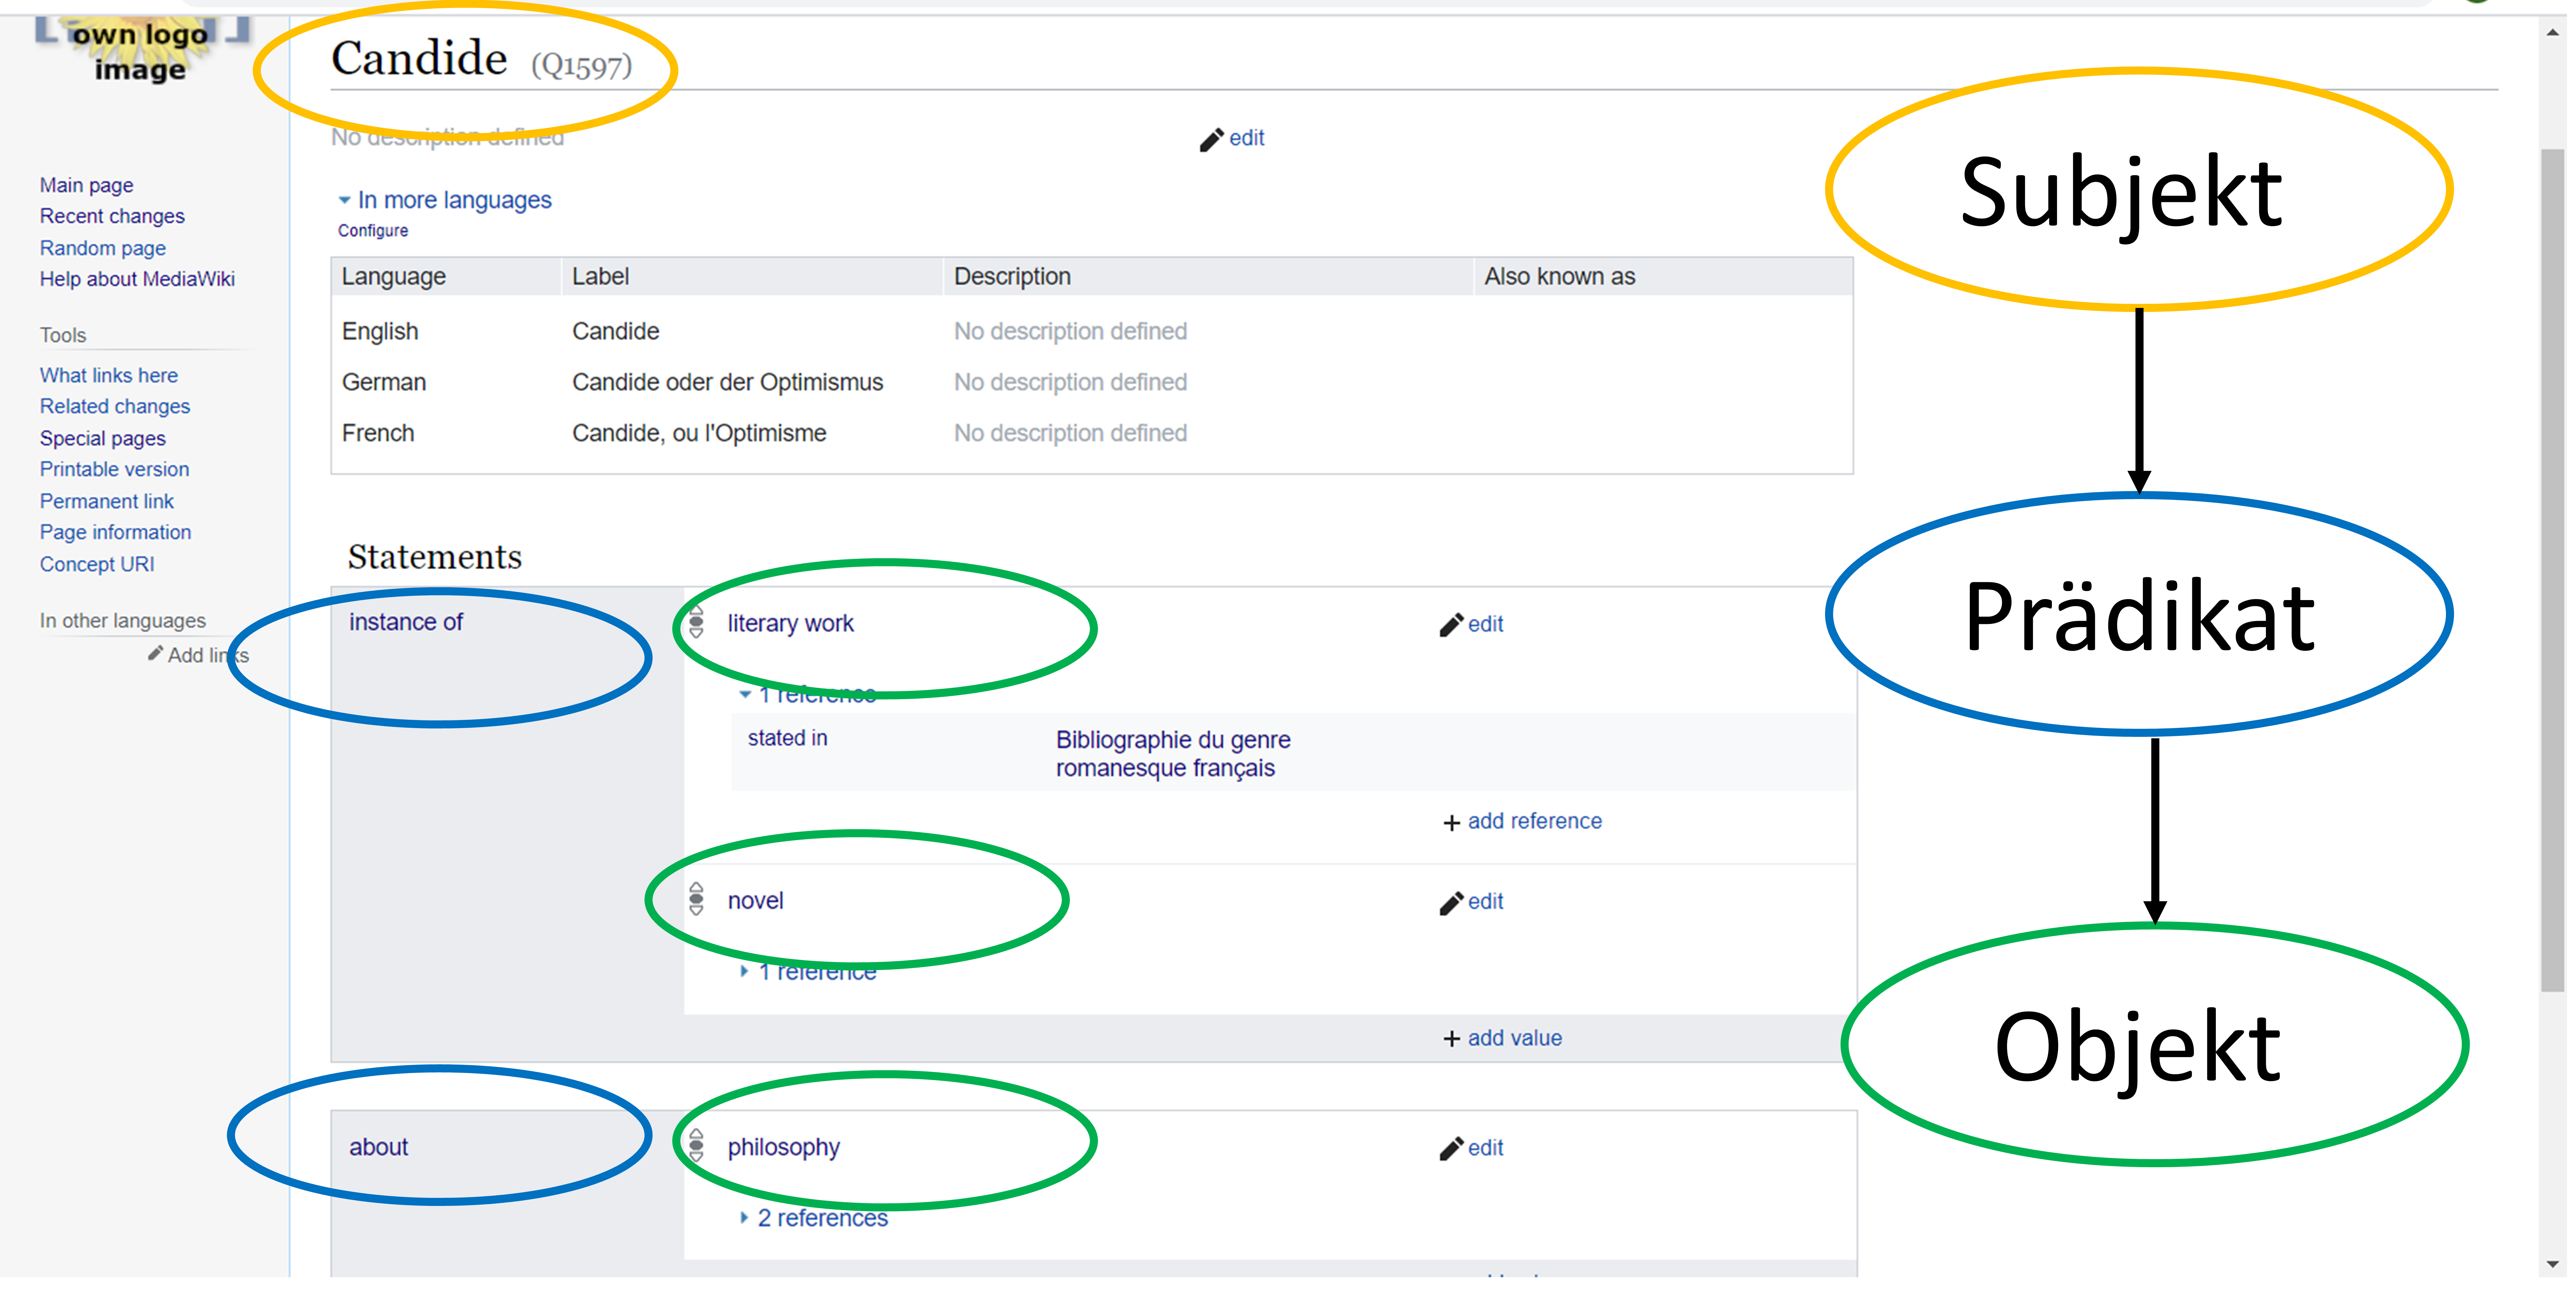 own logo
image
Main page
Recent changes
Random page
Help about MediaWiki
Tools
What links here
Related changes
Special pages
Printable version
Permanent link
Page information
Concept URI
In other languages
Add links
Candide (Q1597)
No description defined edit
In more languages
Configure
Language Label Description Also known as
English Candide No description defined
German Candide oder der Optimismus No description defined
French Candide, ou l'Optimisme No description defined
Statements
instance of literary work edit
1 reference
stated in Bibliographie du genre
romanesque français
+ add reference
novel edit
1 reference
+ add value
about philosophy edit
2 references
Subjekt
Prädikat
Objekt